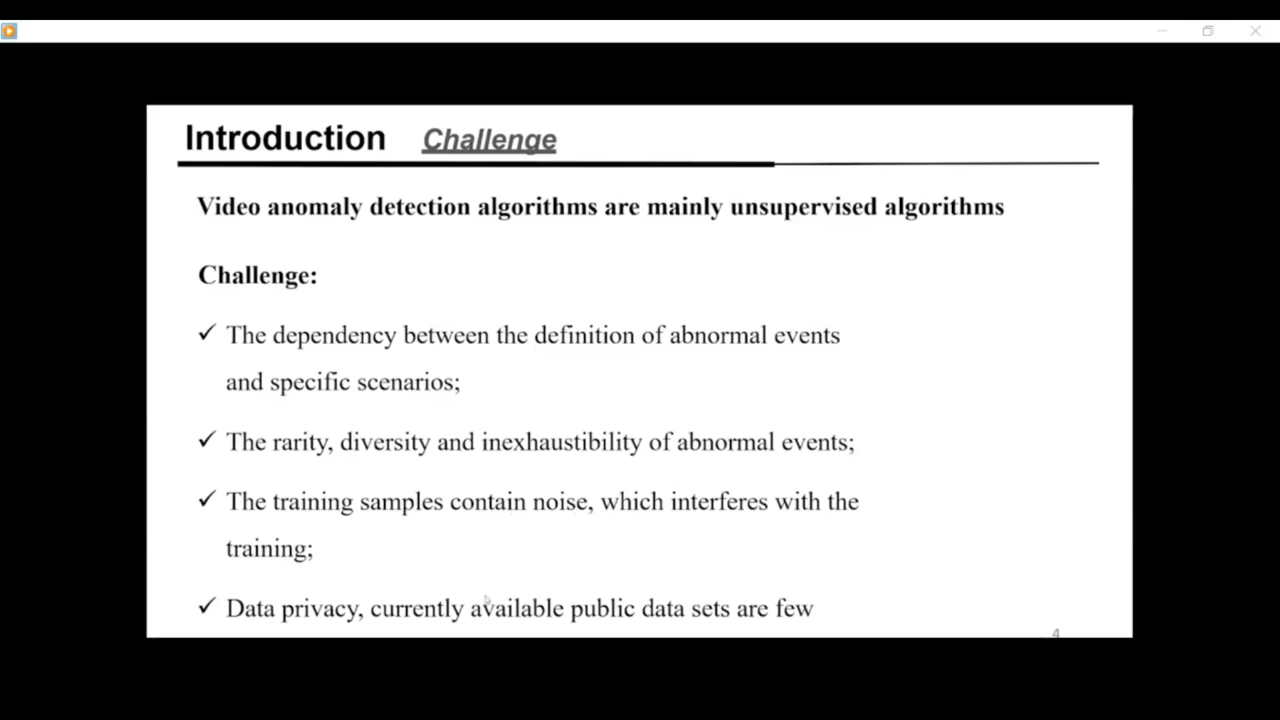 Introduction Challenge
Video anomaly detection algorithms are mainly unsupervised algorithms
Challenge:
✓ The dependency between the definition of abnormal events
and specific scenarios;
✓ The rarity, diversity and inexhaustibility of abnormal events;
✓ The training samples contain noise, which interferes with the
training;
✓ Data privacy, currently available public data sets are few
4